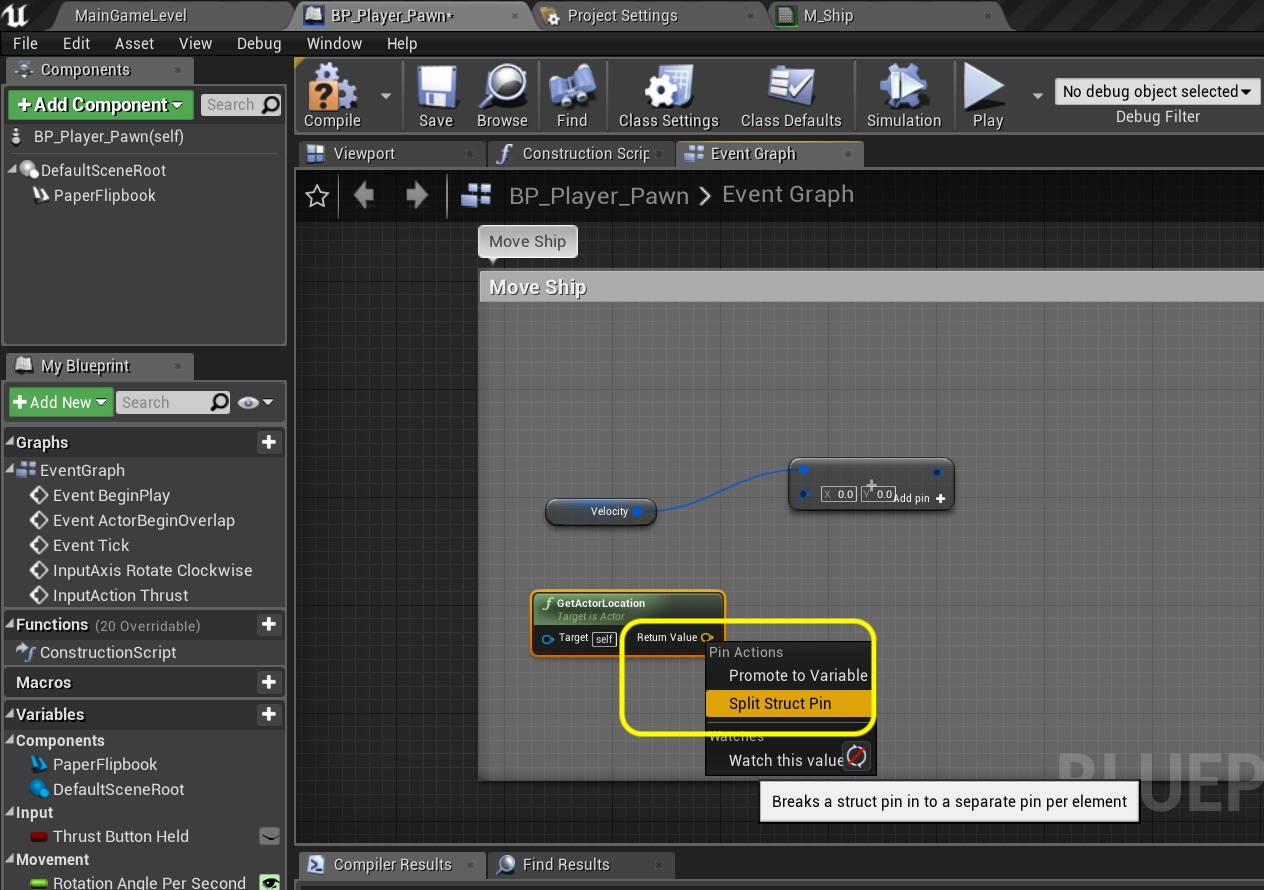 MainGameLevel
BP_Player_Pawn*
Project Settings
M_Ship
File Edit Asset View Debug Window Help
Components
Add Component
Search
BP_Player_Pawn(self)
DefaultSceneRoot
PaperFlipbook
Compile
Save
Browse
Find
Class Settings
Class Defaults
Simulation
Play
No debug object selected
Debug Filter
Viewport
Construction Scrip
Event Graph
BP_Player_Pawn > Event Graph
Move Ship
Move Ship
Velocity
X 0.0 Y 0.0 Add pin +
GetActorLocation
Target is Actor
Target self Return Value
Pin Actions
Promote to Variable
Split Struct Pin
Watches
Watch this value
Breaks a struct pin in to a separate pin per element
BLUEP
My Blueprint
Add New
Search
Graphs
EventGraph
Event BeginPlay
Event ActorBeginOverlap
Event Tick
InputAxis Rotate Clockwise
InputAction Thrust
Functions (20 Overridable)
ConstructionScript
Macros
Variables
Components
PaperFlipbook
DefaultSceneRoot
Input
Thrust Button Held
Movement
Rotation Angle Per Second
Compiler Results
Find Results